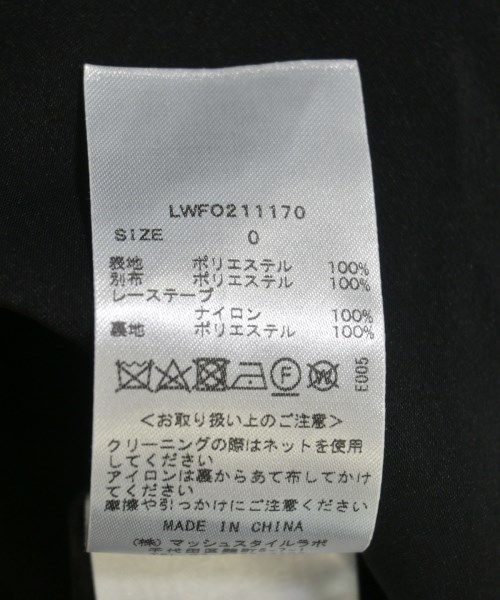 LWFO211170
SIZE 0
表地 ポリエステル 100%
別布 ポリエステル 100%
レーステープ
ナイロン 100%
裏地 ポリエステル 100%
F W E005
<お取り扱い上のご注意>
クリーニングの際はネットを使用
してください
アイロンは裏からあて布してかけ
てください
摩擦や引っかけにご注意ください
MADE IN CHINA
(株)マッシュスタイルラボ